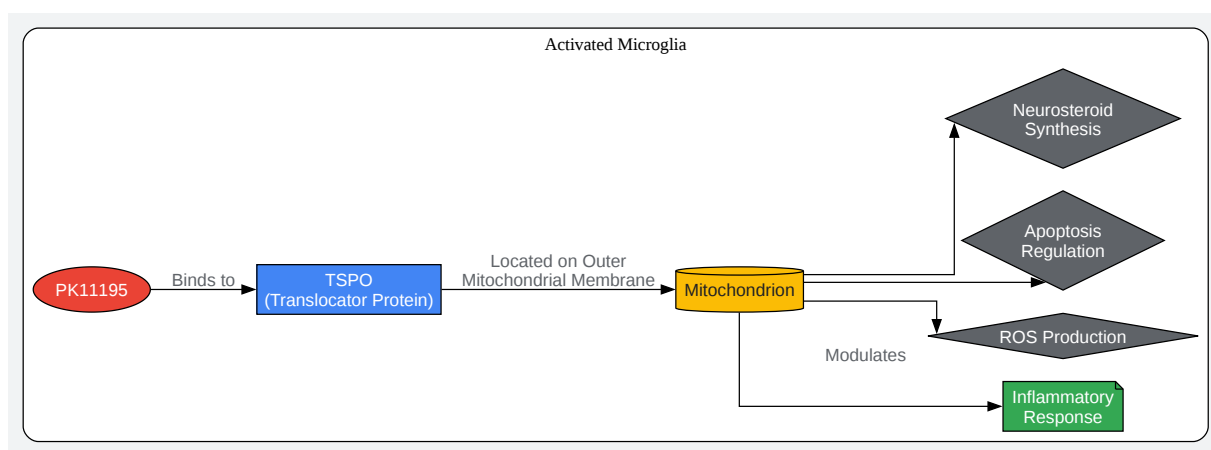 Activated Microglia
Neurosteroid
Synthesis
Apoptosis
Regulation
PK11195
Binds to
TSPO
(Translocator Protein)
Located on Outer
Mitochondrial Membrane
Mitochondrion
ROS Production
Modulates
Inflammatory
Response